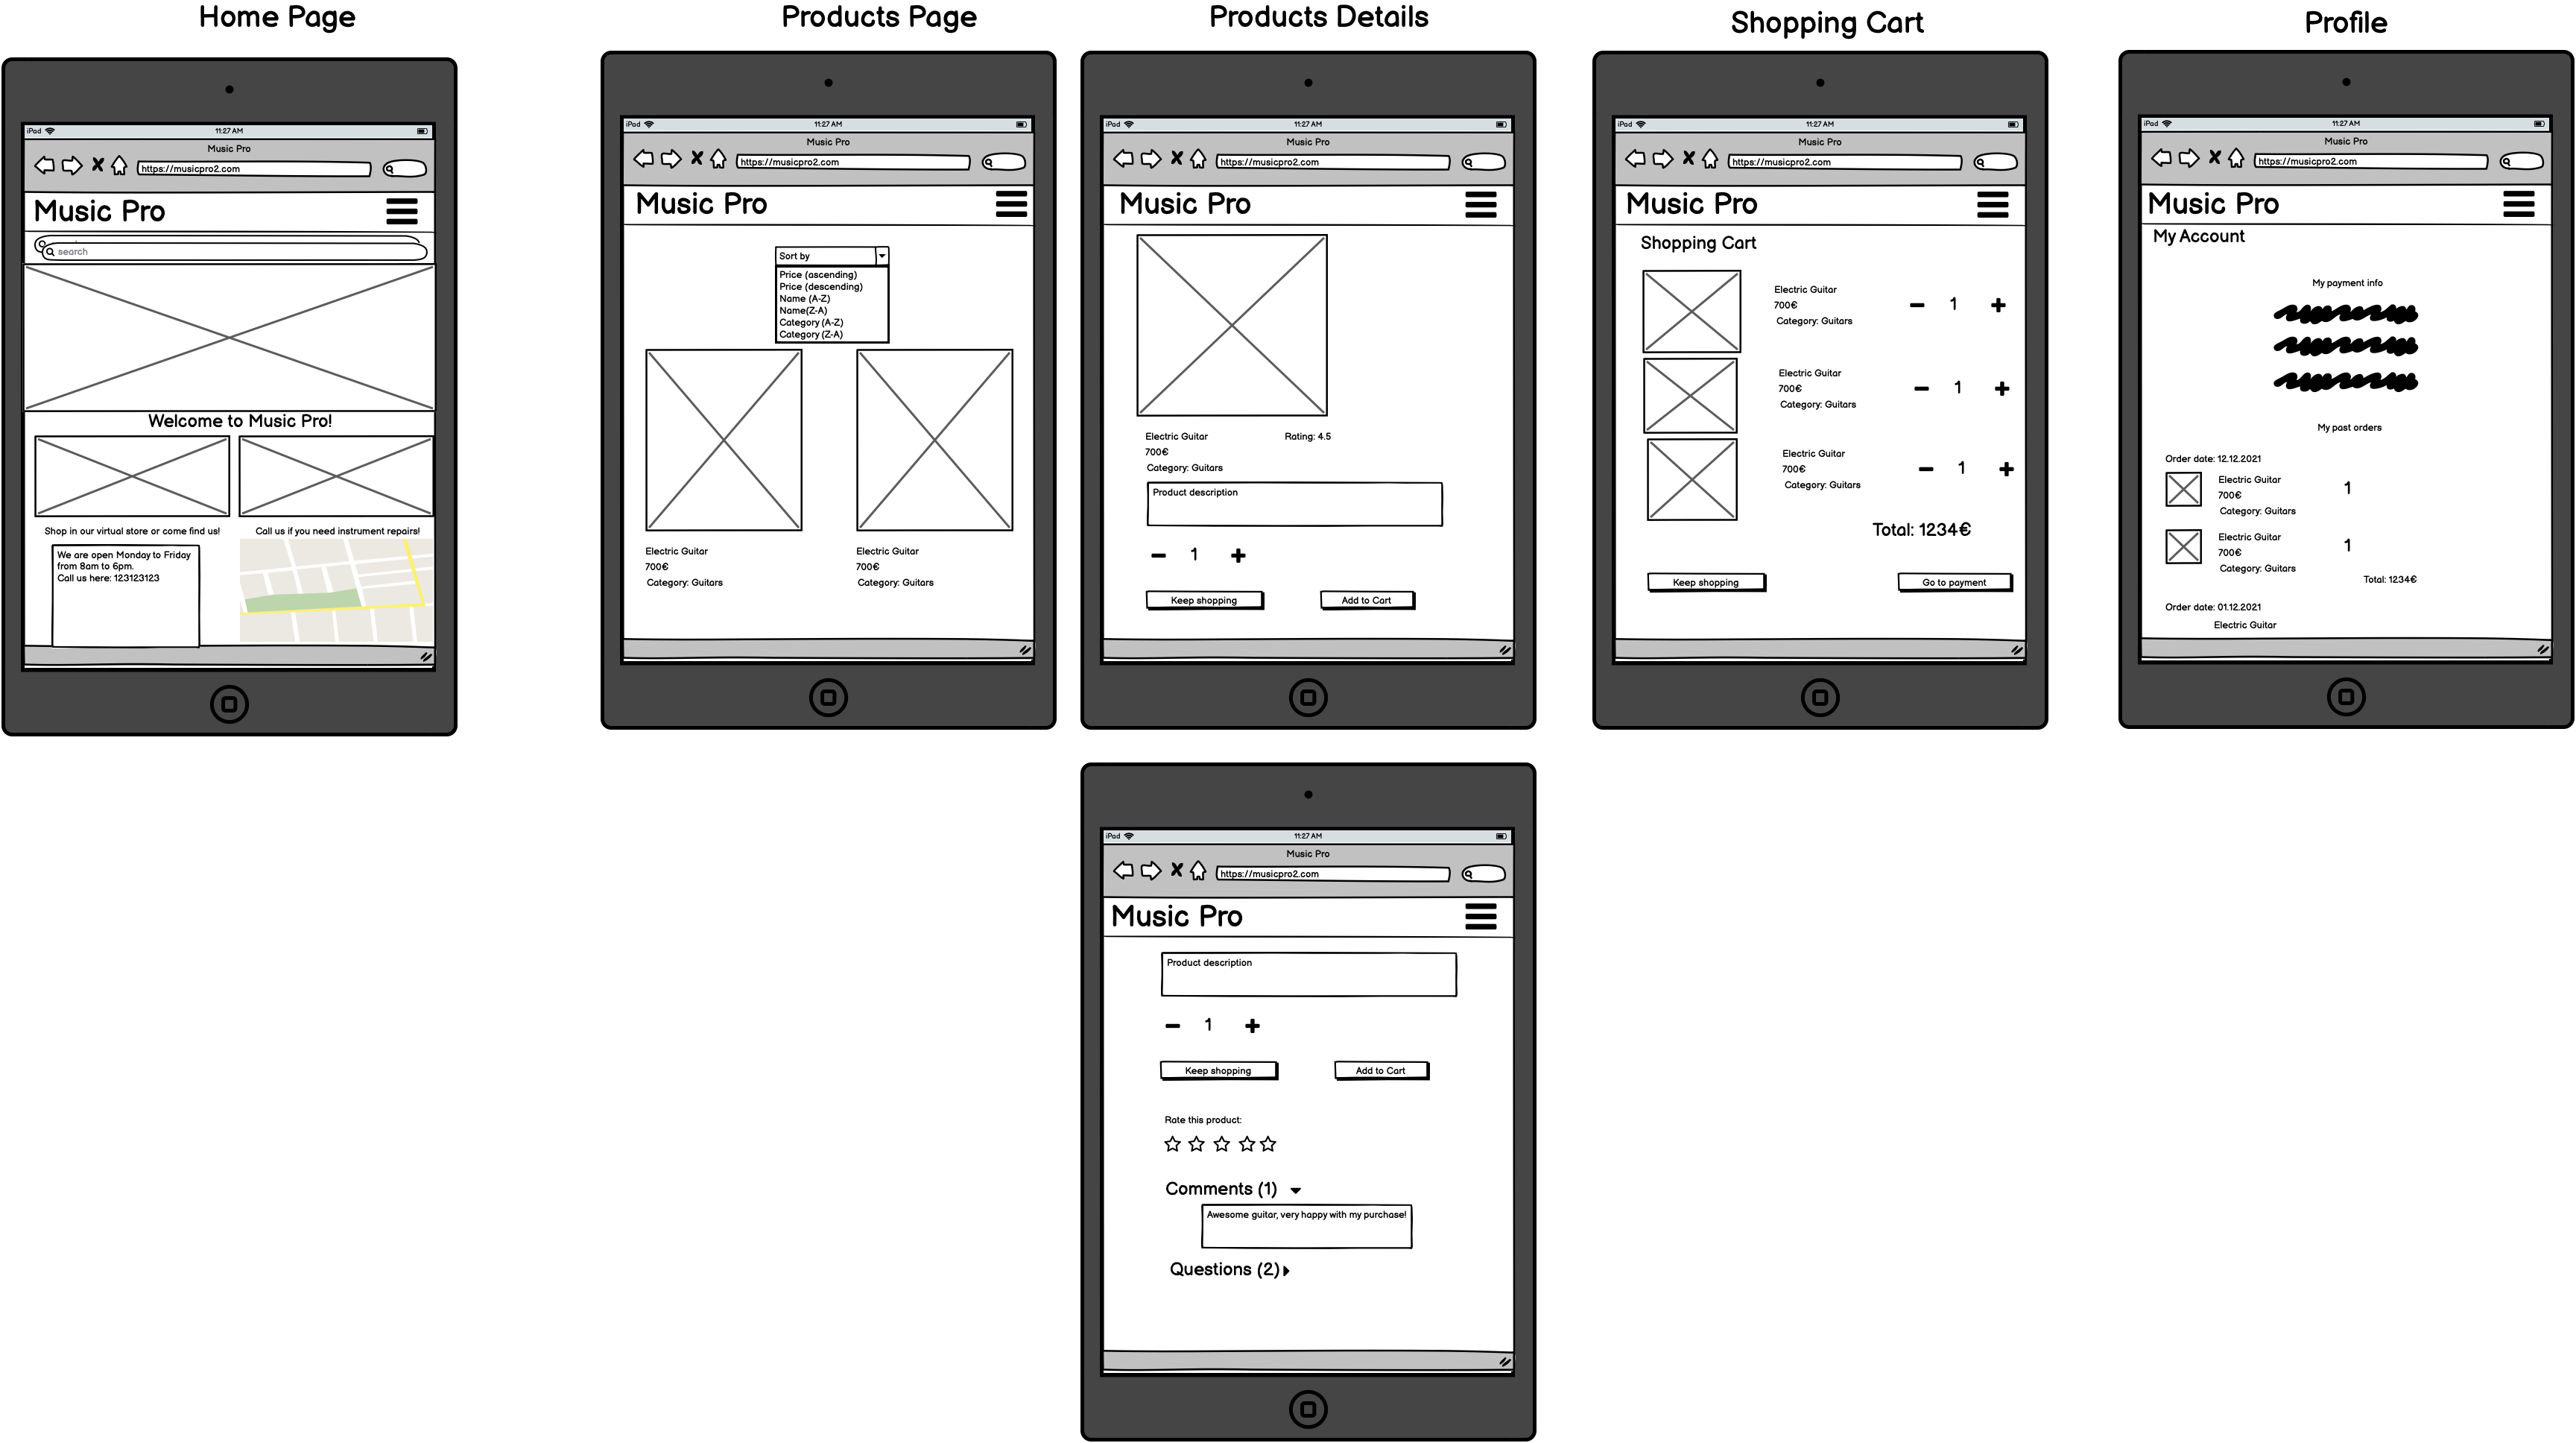 Home Page
iPad 11:27 AM
Music Pro
https://musicpro2.com
Music Pro
search
Welcome to Music Pro!
Shop in our virtual store or come find us!
Call us if you need instrument repairs!
We are open Monday to Friday
from 8am to 6pm.
Call us here: 123123123
Products Page
iPad 11:27 AM
Music Pro
https://musicpro2.com
Music Pro
Sort by
Price (ascending)
Price (descending)
Name (A-Z)
Name(Z-A)
Category (A-Z)
Category (Z-A)
Electric Guitar
700€
Category: Guitars
Electric Guitar
700€
Category: Guitars
Products Details
iPad 11:27 AM
Music Pro
https://musicpro2.com
Music Pro
Electric Guitar
Rating: 4.5
700€
Category: Guitars
Product description
1
Keep shopping
Add to Cart
Shopping Cart
iPad 11:27 AM
Music Pro
https://musicpro2.com
Music Pro
Shopping Cart
Electric Guitar
700€
Category: Guitars
1
Electric Guitar
700€
Category: Guitars
1
Electric Guitar
700€
Category: Guitars
1
Total: 1234€
Keep shopping
Go to payment
Profile
iPad 11:27 AM
Music Pro
https://musicpro2.com
Music Pro
My Account
My payment info
My past orders
Order date: 12.12.2021
Electric Guitar
700€
Category: Guitars
1
Electric Guitar
700€
Category: Guitars
1
Total: 1234€
Order date: 01.12.2021
Electric Guitar
iPad 11:27 AM
Music Pro
https://musicpro2.com
Music Pro
Product description
1
Keep shopping
Add to Cart
Rate this product:
Comments (1)
Awesome guitar, very happy with my purchase!
Questions (2)